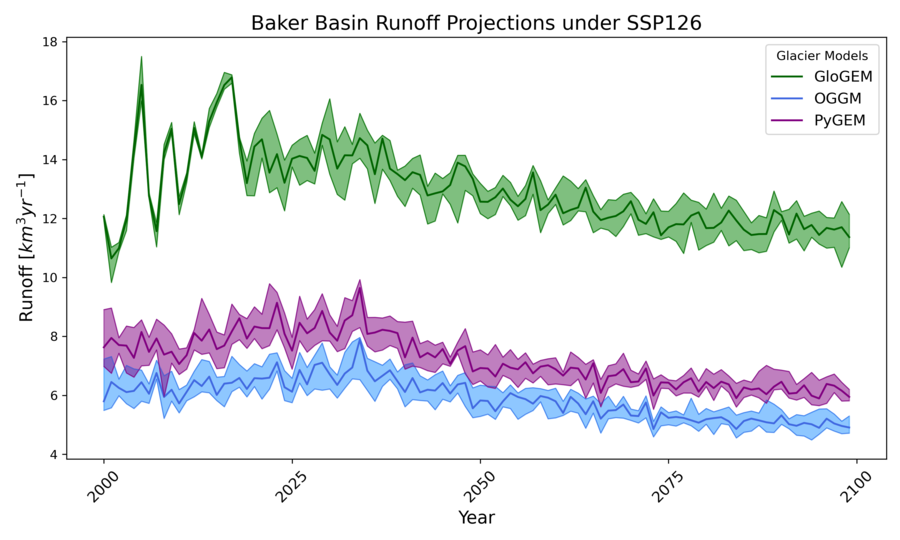 Baker Basin Runoff Projections under SSP126
Glacier Models
GloGEM
OGGM
PyGEM
18
16
14
12
10
8
6
4
Runoff [km³yr⁻¹]
2000
2025
2050
2075
2100
Year